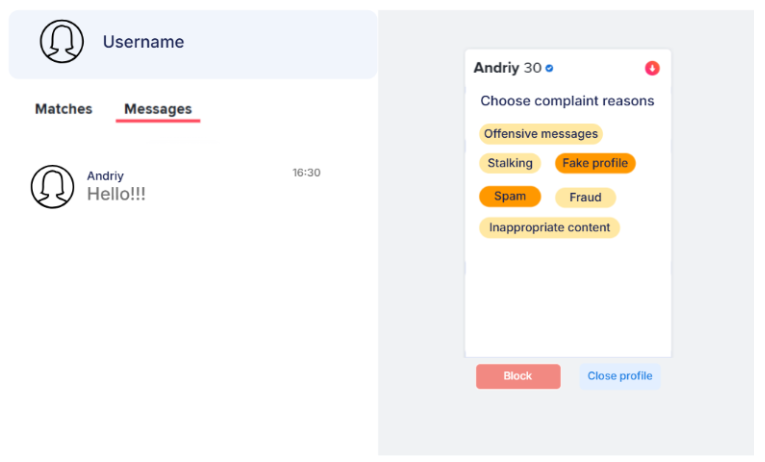 Username
Matches Messages
Andriy 16:30
Hello!!!
Andriy 30
Choose complaint reasons
Offensive messages
Stalking Fake profile
Spam Fraud
Inappropriate content
Block Close profile